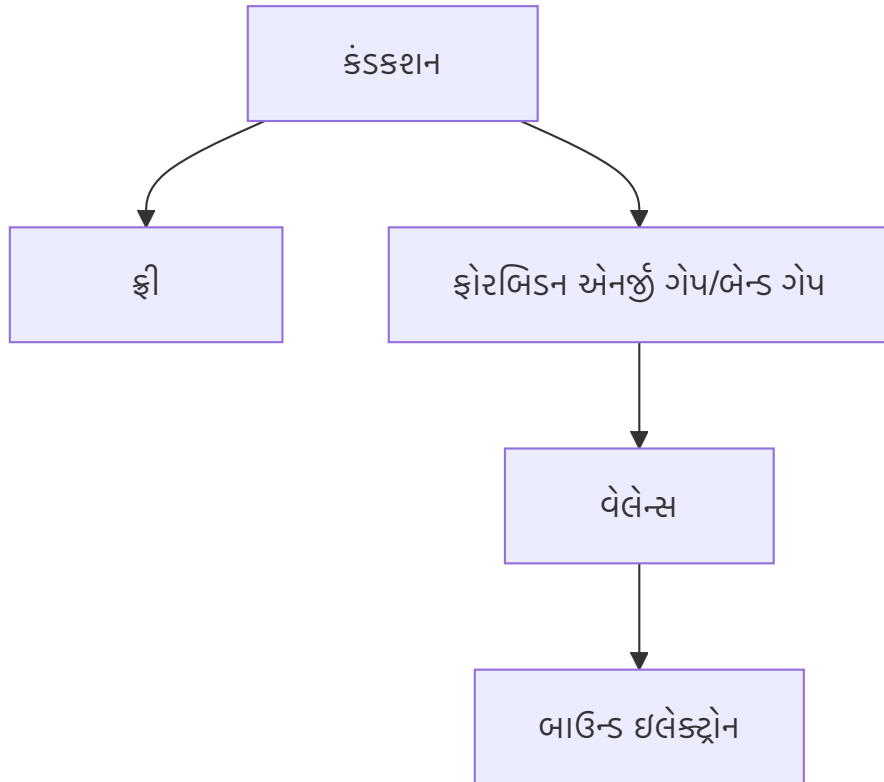 કંડકશન
ફ્રી
ફોરબિડન એનર્જી ગેપ/બેન્ડ ગેપ
વેલેન્સ
બાઉન્ડ ઇલેક્ટ્રોન